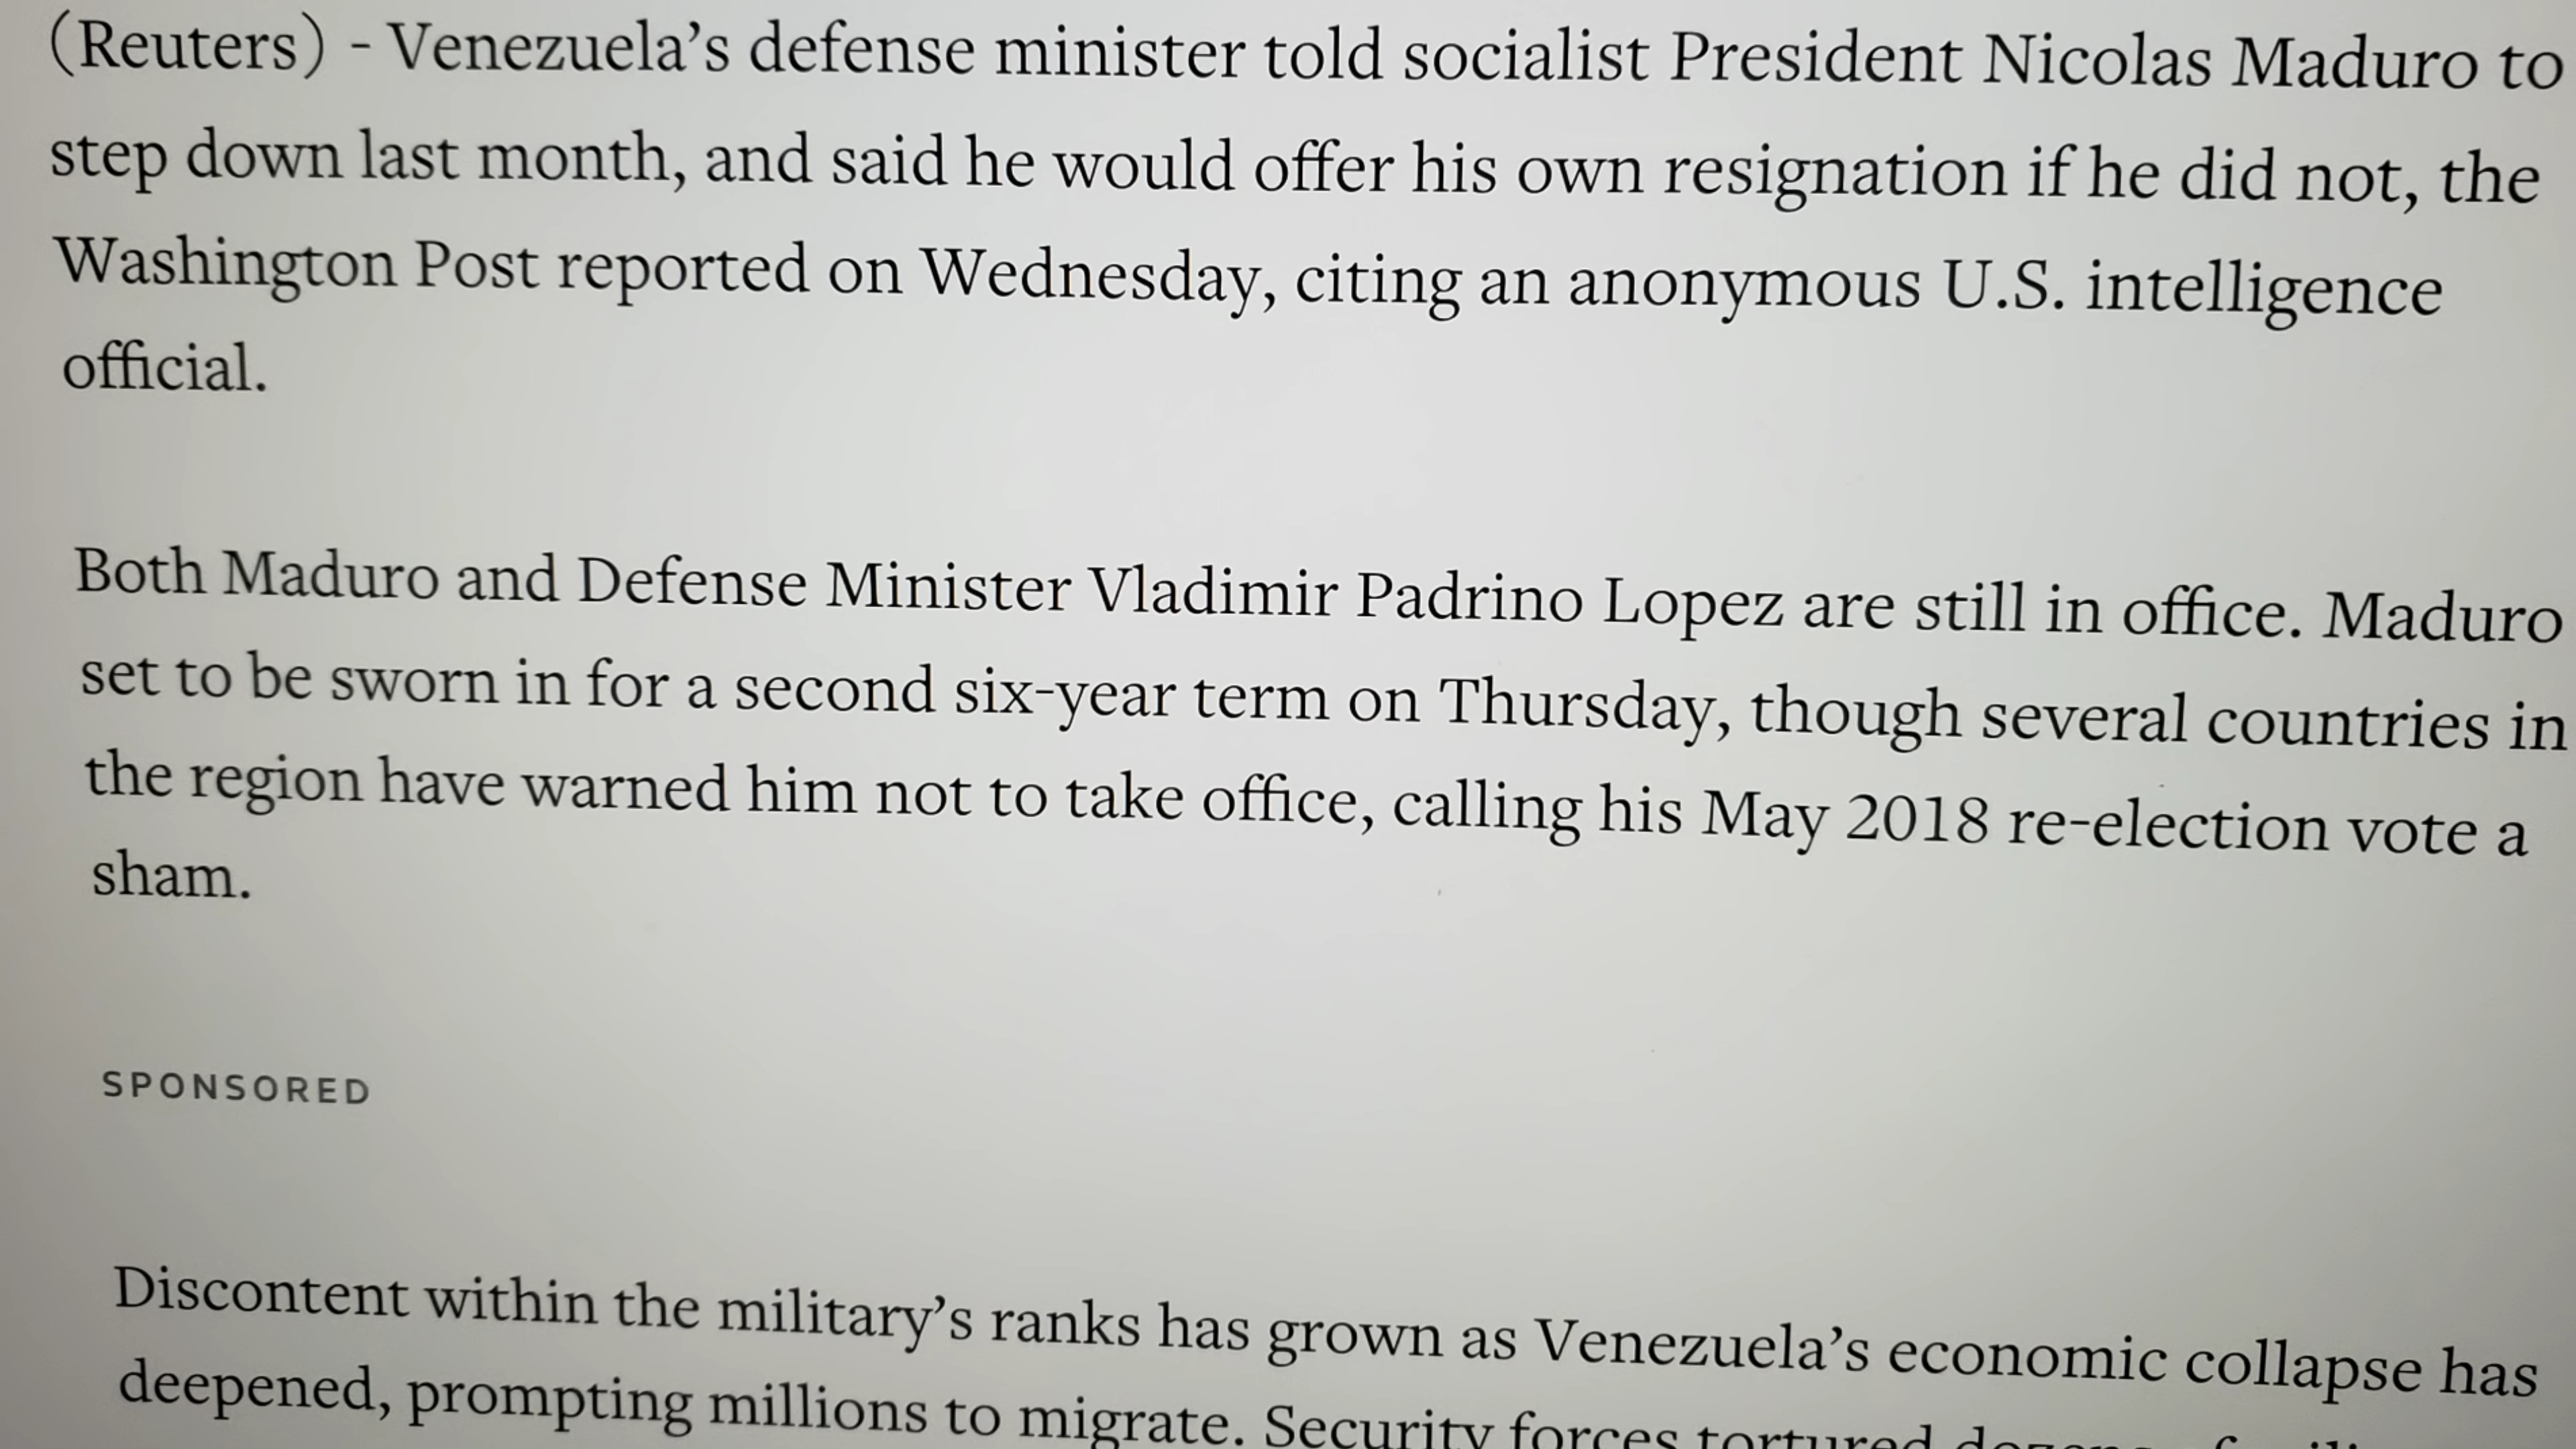 (Reuters) - Venezuela’s defense minister told socialist President Nicolas Maduro to
step down last month, and said he would offer his own resignation if he did not, the
Washington Post reported on Wednesday, citing an anonymous U.S. intelligence
official.
Both Maduro and Defense Minister Vladimir Padrino Lopez are still in office. Maduro
set to be sworn in for a second six-year term on Thursday, though several countries in
the region have warned him not to take office, calling his May 2018 re-election vote a
sham.
SPONSORED
Discontent within the military’s ranks has grown as Venezuela’s economic collapse has
deepened, prompting millions to migrate. Security forces tortured